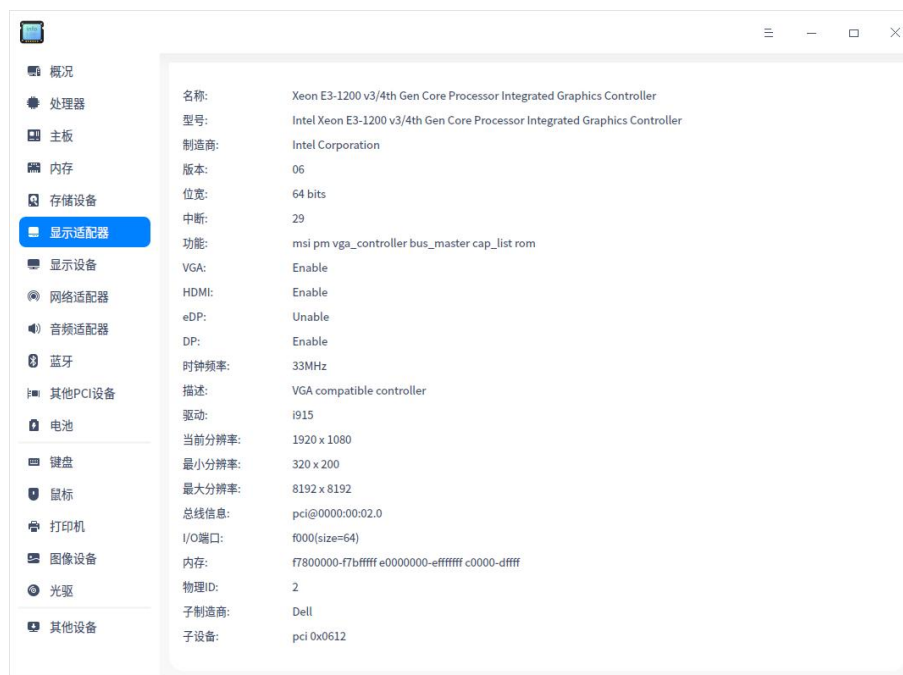 概况
处理器
主板
内存
存储设备
显示适配器
显示设备
网络适配器
音频适配器
蓝牙
其他PCI设备
电池
键盘
鼠标
打印机
图像设备
光驱
其他设备
名称: Xeon E3-1200 v3/4th Gen Core Processor Integrated Graphics Controller
型号: Intel Xeon E3-1200 v3/4th Gen Core Processor Integrated Graphics Controller
制造商: Intel Corporation
版本: 06
位宽: 64 bits
中断: 29
功能: msi pm vga_controller bus_master cap_list rom
VGA: Enable
HDMI: Enable
eDP: Unable
DP: Enable
时钟频率: 33MHz
描述: VGA compatible controller
驱动: i915
当前分辨率: 1920 x 1080
最小分辨率: 320 x 200
最大分辨率: 8192 x 8192
总线信息: pci@0000:00:02.0
I/O端口: f000(size=64)
内存: f7800000-f7bfffff e0000000-efffffff c0000-dffff
物理ID: 2
子制造商: Dell
子设备: pci 0x0612